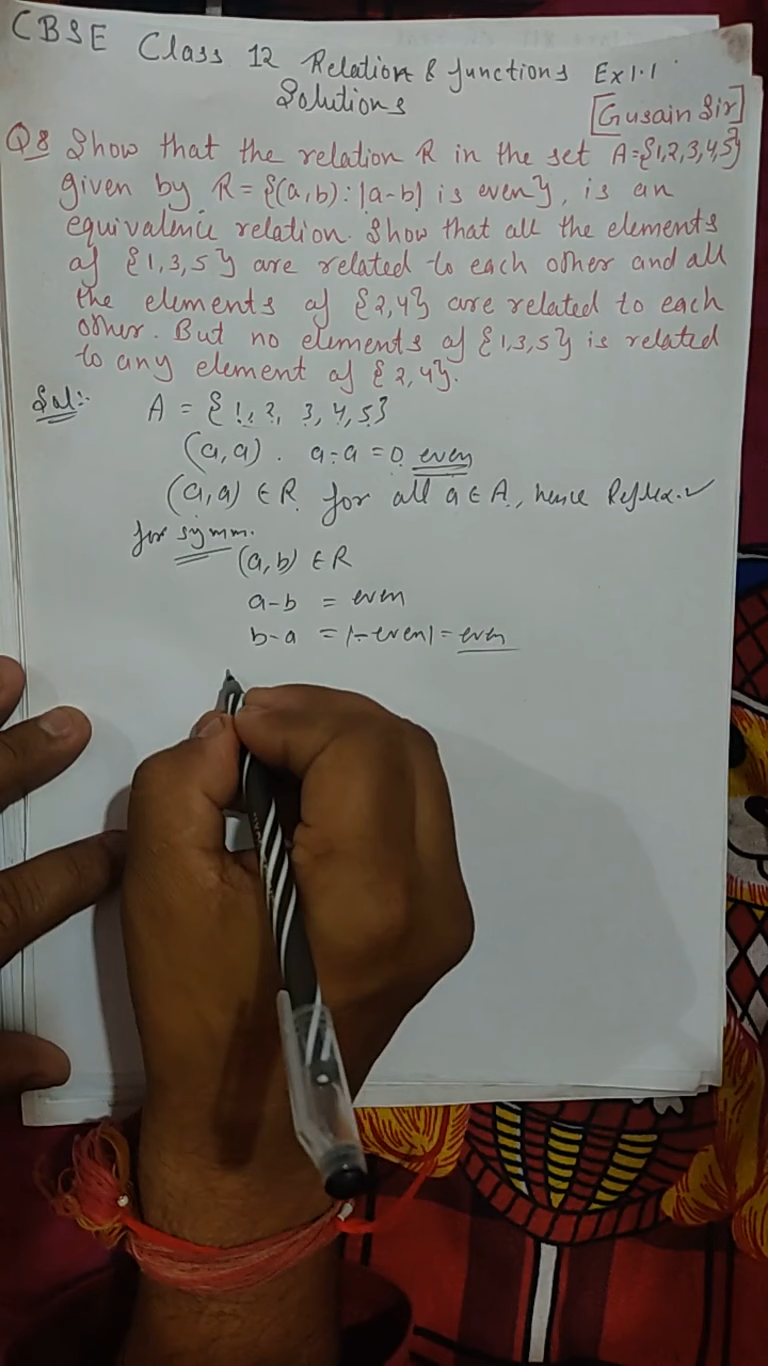 CBSE Class 12 Relation & functions Ex 1.1
Solutions
[Gusain Sir]
Q8 Show that the relation R in the set A={1,2,3,4,5}
given by R = {(a,b) : |a-b| is even}, is an
equivalence relation. Show that all the elements
of {1,3,5} are related to each other and all
the elements of {2,4} are related to each
other. But no elements of {1,3,5} is related
to any element of {2,4}.
Sol:- A = {1, 2, 3, 4, 5}
(a,a). a-a = 0 even
(a,a) ∈ R for all a ∈ A, hence Reflex. ✓
for symm.
(a,b) ∈ R
a-b = even
b-a = |-even| = even